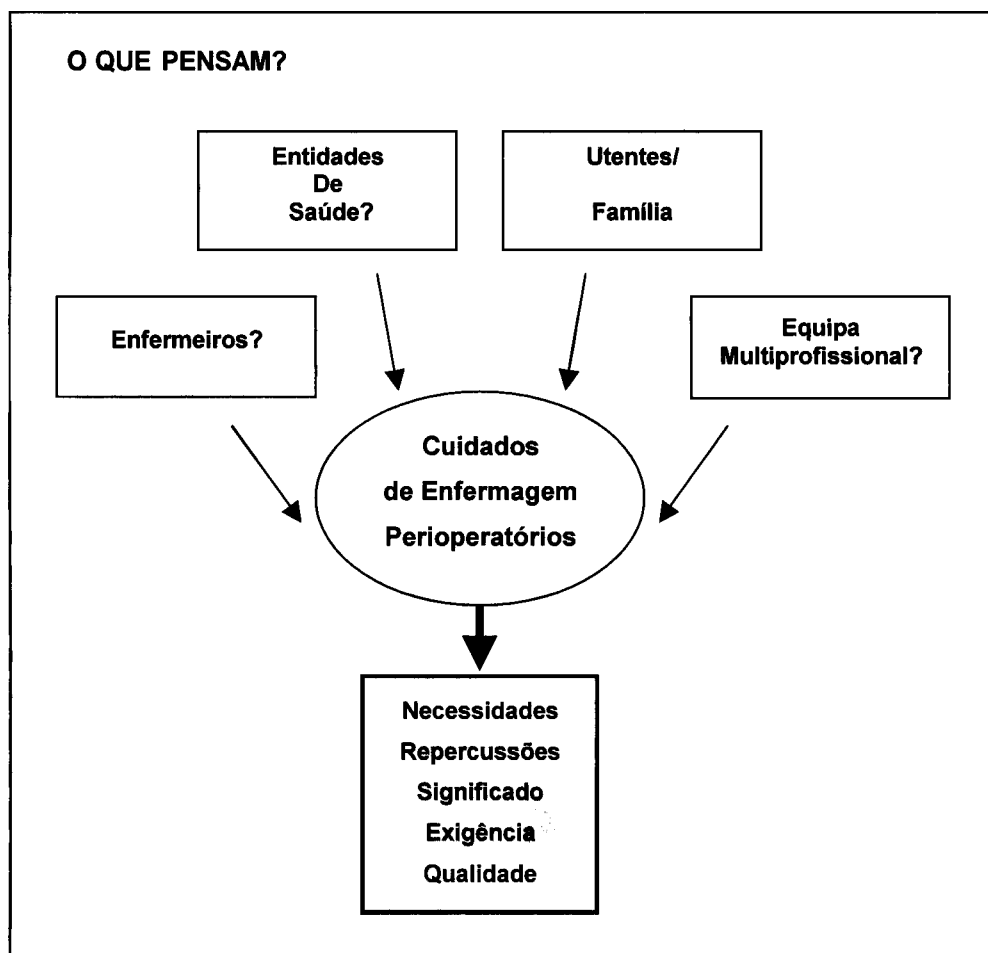 O QUE PENSAM?
Entidades
De
Saúde?
Utentes/
Família
Enfermeiros?
Equipa
Multiprofissional?
Cuidados
de Enfermagem
Perioperatórios
Necessidades
Repercussões
Significado
Exigência
Qualidade